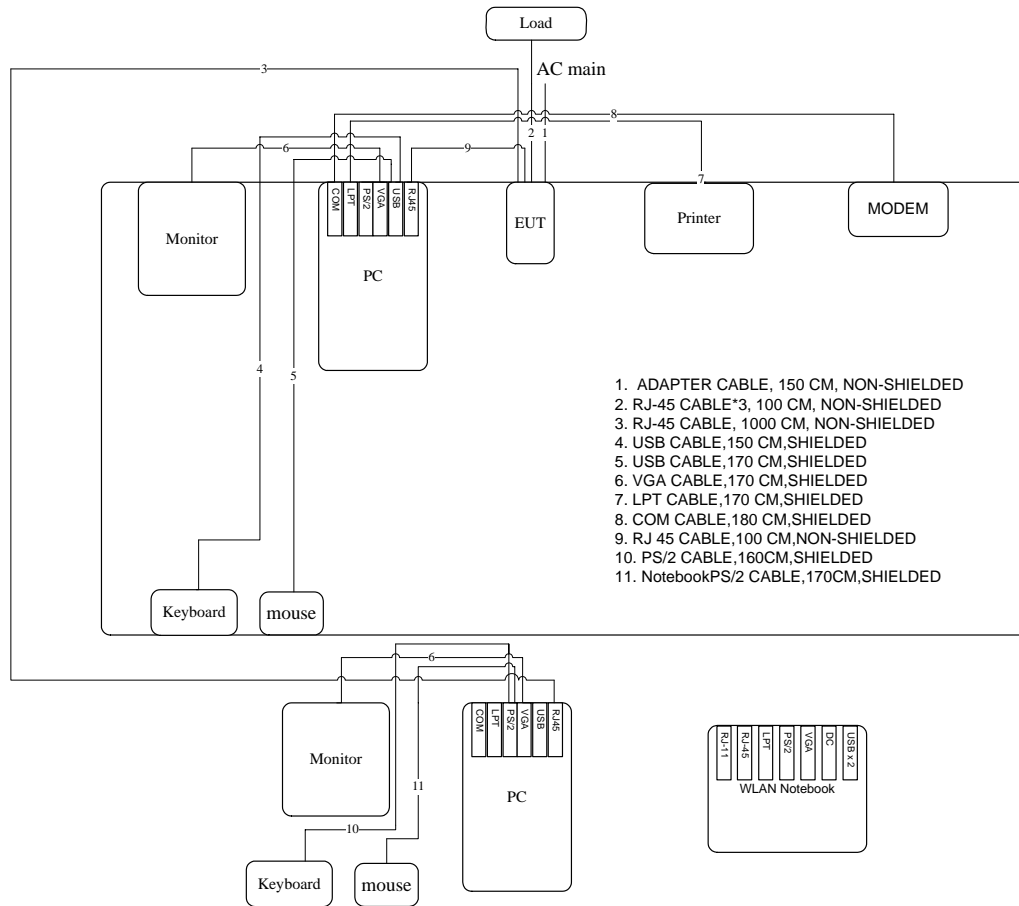 Load
AC main
3
8
2
1
6
9
7
COM
LPT
PS/2
VGA
USB
RJ45
Monitor
PC
EUT
Printer
MODEM
4
5
1. ADAPTER CABLE, 150 CM, NON-SHIELDED
2. RJ-45 CABLE*3, 100 CM, NON-SHIELDED
3. RJ-45 CABLE, 1000 CM, NON-SHIELDED
4. USB CABLE,150 CM,SHIELDED
5. USB CABLE,170 CM,SHIELDED
6. VGA CABLE,170 CM,SHIELDED
7. LPT CABLE,170 CM,SHIELDED
8. COM CABLE,180 CM,SHIELDED
9. RJ 45 CABLE,100 CM,NON-SHIELDED
10. PS/2 CABLE,160CM,SHIELDED
11. NotebookPS/2 CABLE,170CM,SHIELDED
Keyboard
mouse
6
COM
LPT
PS/2
VGA
USB
RJ45
Monitor
PC
11
10
Keyboard
mouse
RJ-11
RJ-45
LPT
PS/2
VGA
DC
USB x 2
WLAN Notebook